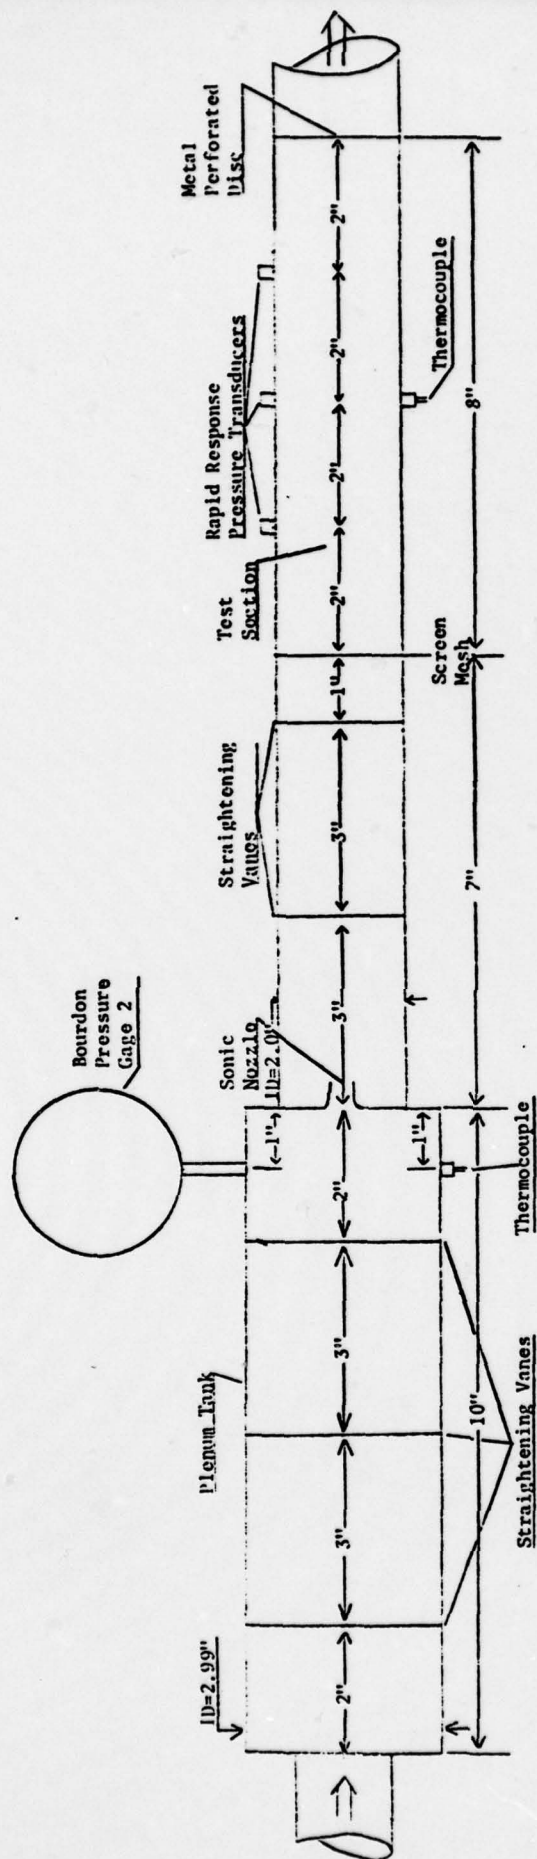 Bourdon
Pressure
Gage 2
ID=2.99"
Plenum Tank
Sonic
Nozzle
ID=2.0"
Straightening
Vanes
Test
Section
Rapid Response
Pressure Transducers
Metal
Perforated
Disc
1"
1"
2"
3"
3"
2"
3"
3"
1"
2"
2"
2"
2"
Screen
Mesh
10"
7"
8"
Straightening Vanes
Thermocouple
Thermocouple